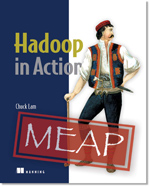 Hadoop
in Action
Chuck Lam
MEAP
MANNING